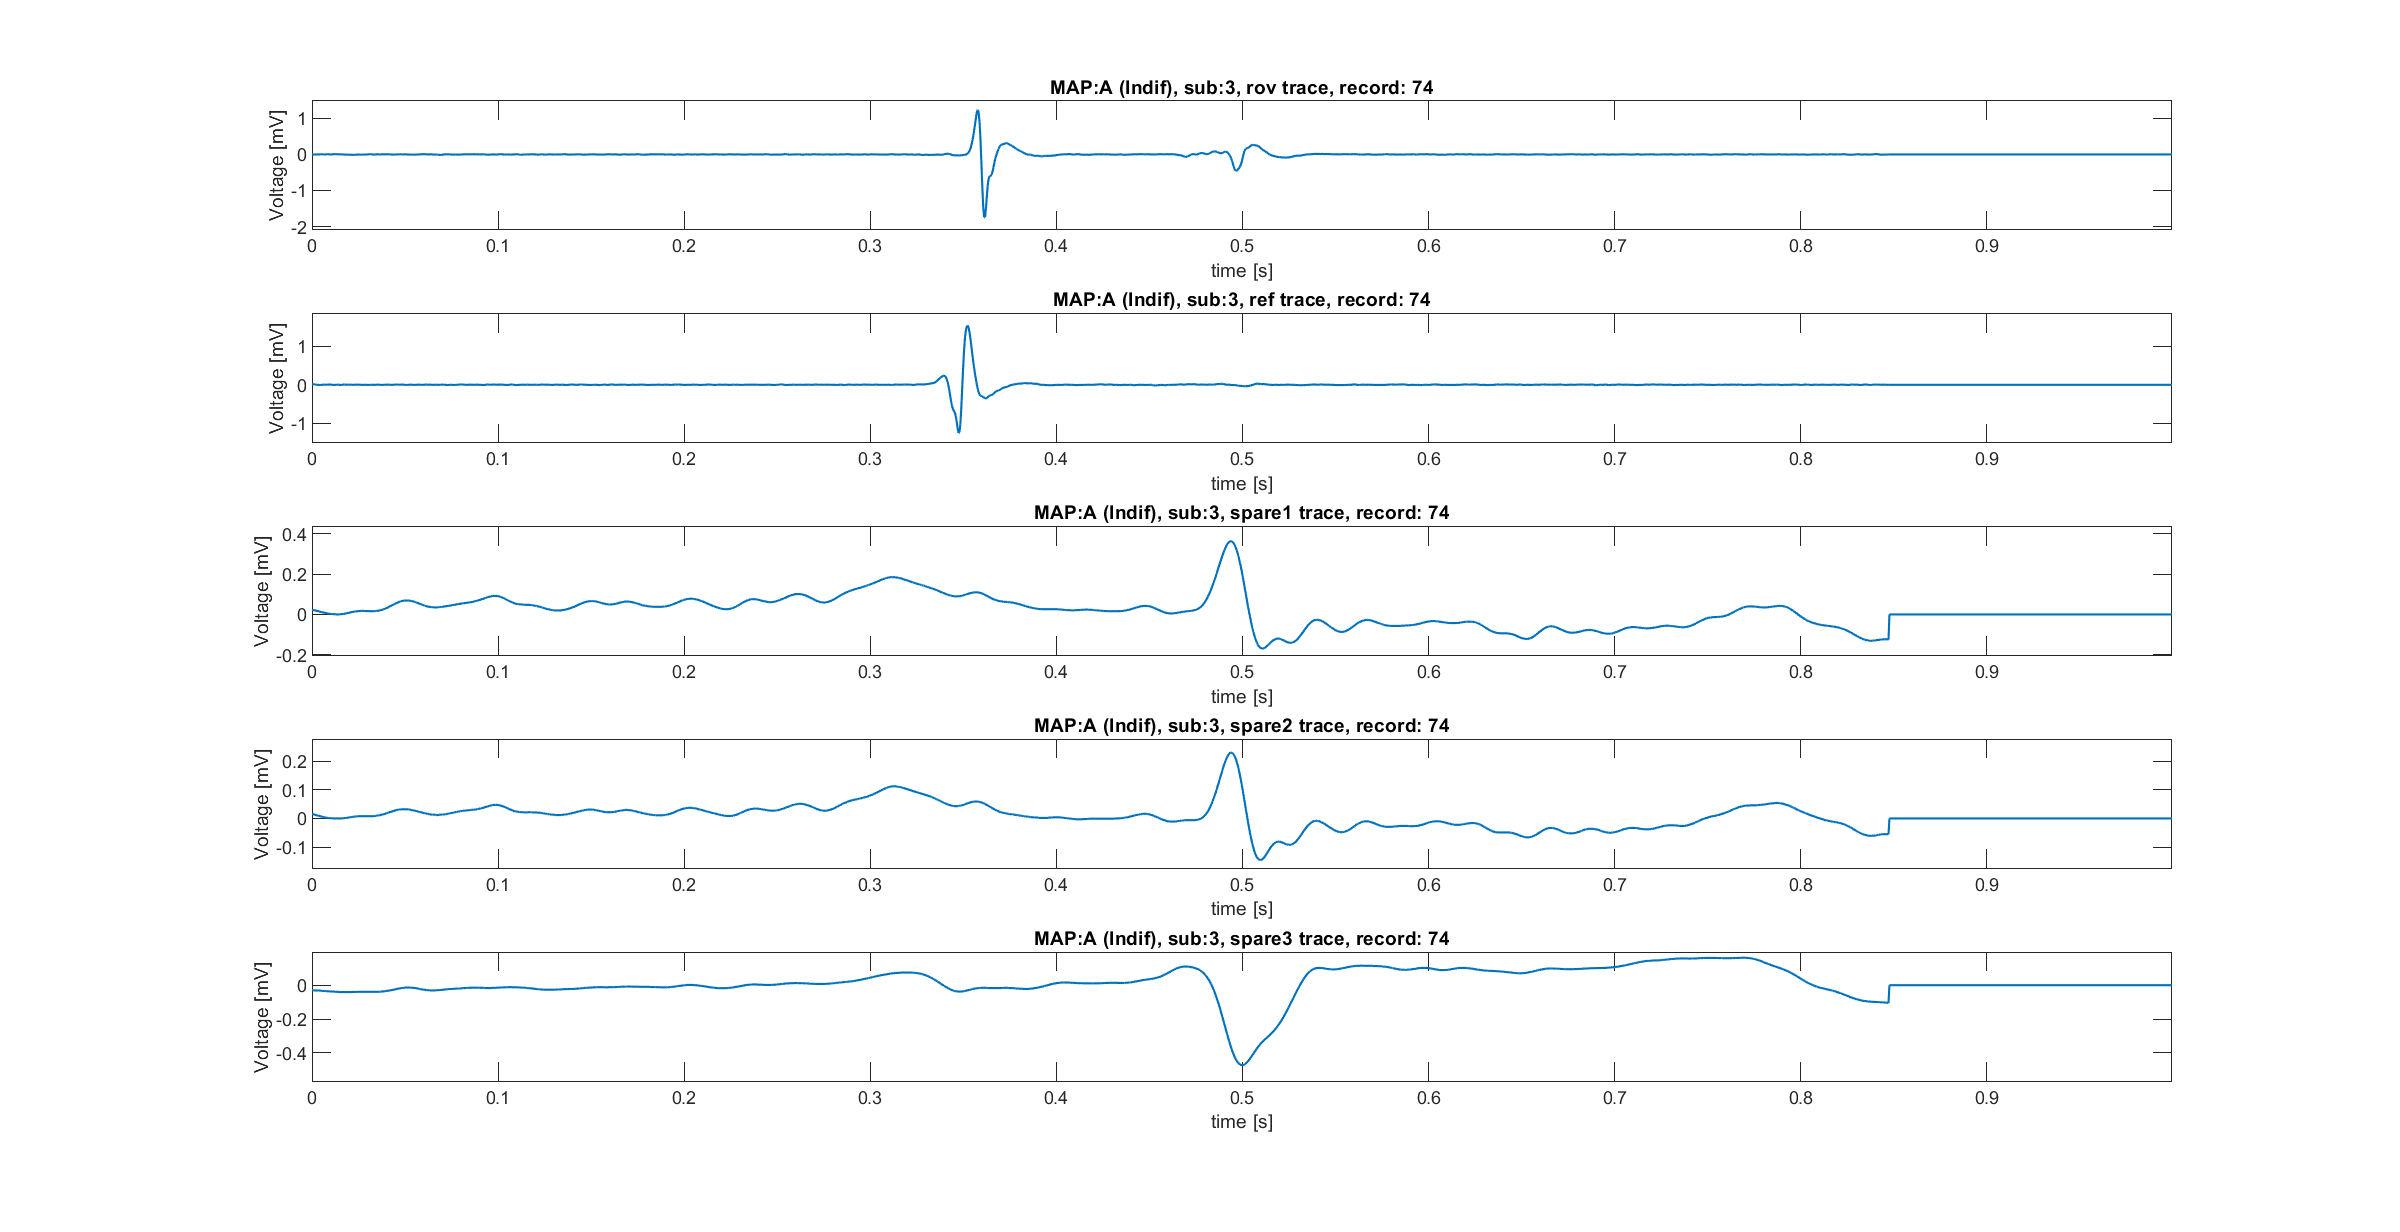 MAP:A (Indif), sub:3, rov trace, record: 74
Voltage [mV]
1
0
-1
-2
0 0.1 0.2 0.3 0.4 0.5 0.6 0.7 0.8 0.9
time [s]
MAP:A (Indif), sub:3, ref trace, record: 74
Voltage [mV]
1
0
-1
0 0.1 0.2 0.3 0.4 0.5 0.6 0.7 0.8 0.9
time [s]
MAP:A (Indif), sub:3, spare1 trace, record: 74
Voltage [mV]
0.4
0.2
0
-0.2
0 0.1 0.2 0.3 0.4 0.5 0.6 0.7 0.8 0.9
time [s]
MAP:A (Indif), sub:3, spare2 trace, record: 74
Voltage [mV]
0.2
0.1
0
-0.1
0 0.1 0.2 0.3 0.4 0.5 0.6 0.7 0.8 0.9
time [s]
MAP:A (Indif), sub:3, spare3 trace, record: 74
Voltage [mV]
0
-0.2
-0.4
0 0.1 0.2 0.3 0.4 0.5 0.6 0.7 0.8 0.9
time [s]